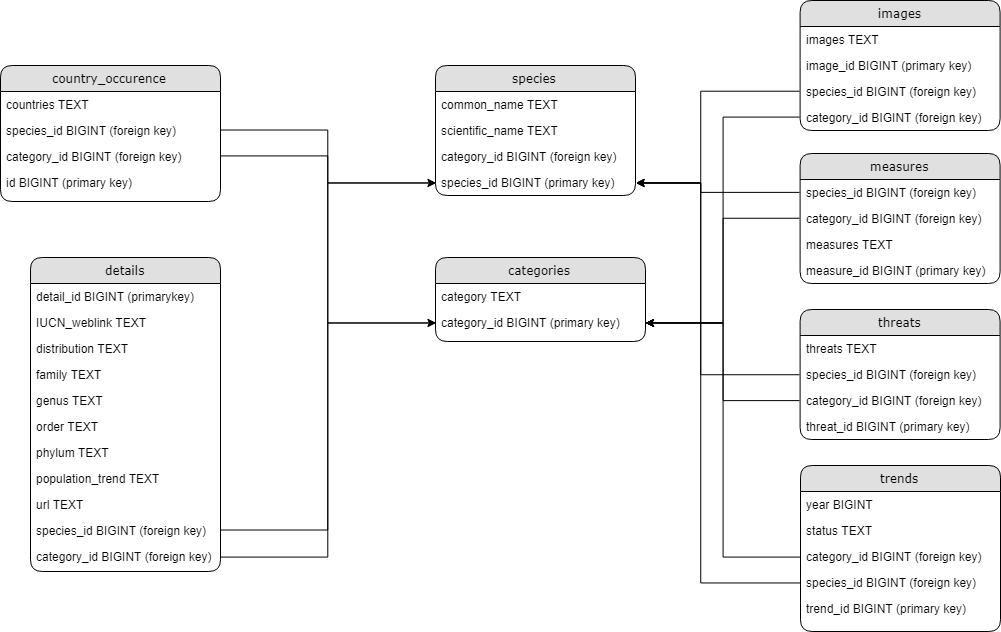 country_occurence
countries TEXT
species_id BIGINT (foreign key)
category_id BIGINT (foreign key)
id BIGINT (primary key)
details
detail_id BIGINT (primarykey)
IUCN_weblink TEXT
distribution TEXT
family TEXT
genus TEXT
order TEXT
phylum TEXT
population_trend TEXT
url TEXT
species_id BIGINT (foreign key)
category_id BIGINT (foreign key)
species
common_name TEXT
scientific_name TEXT
category_id BIGINT (foreign key)
species_id BIGINT (primary key)
categories
category TEXT
category_id BIGINT (primary key)
images
images TEXT
image_id BIGINT (primary key)
species_id BIGINT (foreign key)
category_id BIGINT (foreign key)
measures
species_id BIGINT (foreign key)
category_id BIGINT (foreign key)
measures TEXT
measure_id BIGINT (primary key)
threats
threats TEXT
species_id BIGINT (foreign key)
category_id BIGINT (foreign key)
threat_id BIGINT (primary key)
trends
year BIGINT
status TEXT
category_id BIGINT (foreign key)
species_id BIGINT (foreign key)
trend_id BIGINT (primary key)